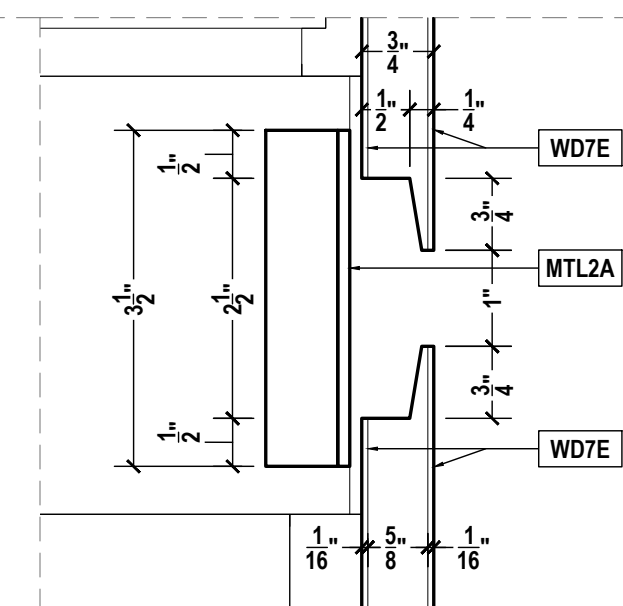 3/4"
1/2" 1/4"
WD7E
1/2"
3/4"
MTL2A
3 1/2"
2 1/2"
1"
3/4"
1/2"
WD7E
1/16" 5/8" 1/16"